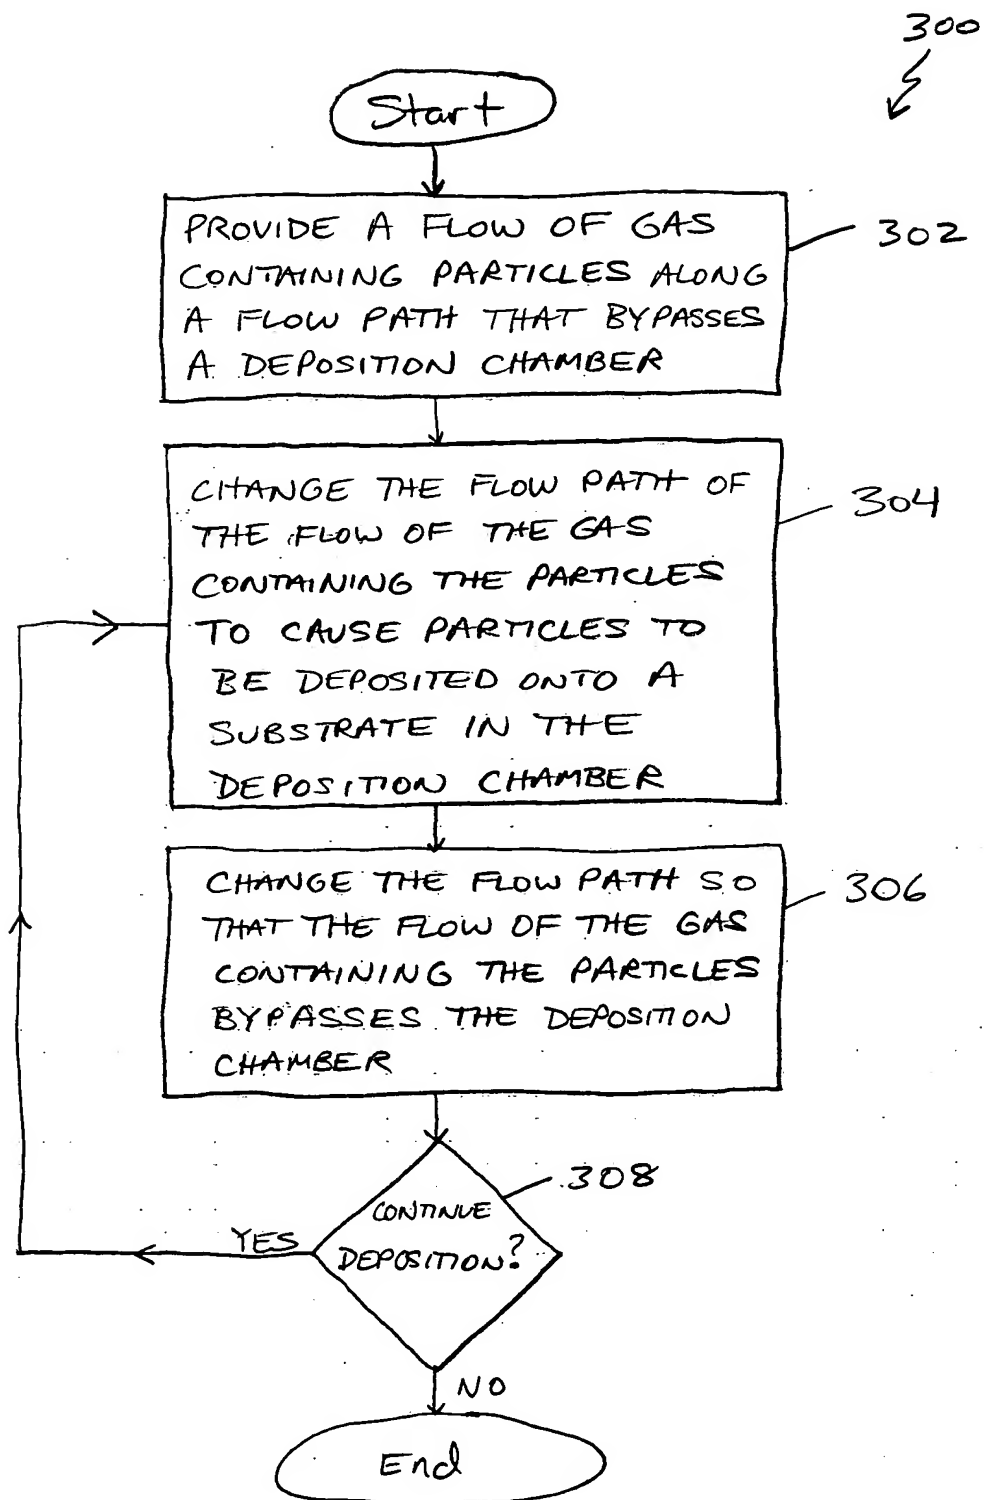 300
Start
PROVIDE A FLOW OF GAS
CONTAINING PARTICLES ALONG
A FLOW PATH THAT BYPASSES
A DEPOSITION CHAMBER
302
CHANGE THE FLOW PATH OF
THE FLOW OF THE GAS
CONTAINING THE PARTICLES
TO CAUSE PARTICLES TO
BE DEPOSITED ONTO A
SUBSTRATE IN THE
DEPOSITION CHAMBER
304
CHANGE THE FLOW PATH SO
THAT THE FLOW OF THE GAS
CONTAINING THE PARTICLES
BYPASSES THE DEPOSITION
CHAMBER
306
CONTINUE
DEPOSITION?
308
YES
NO
End